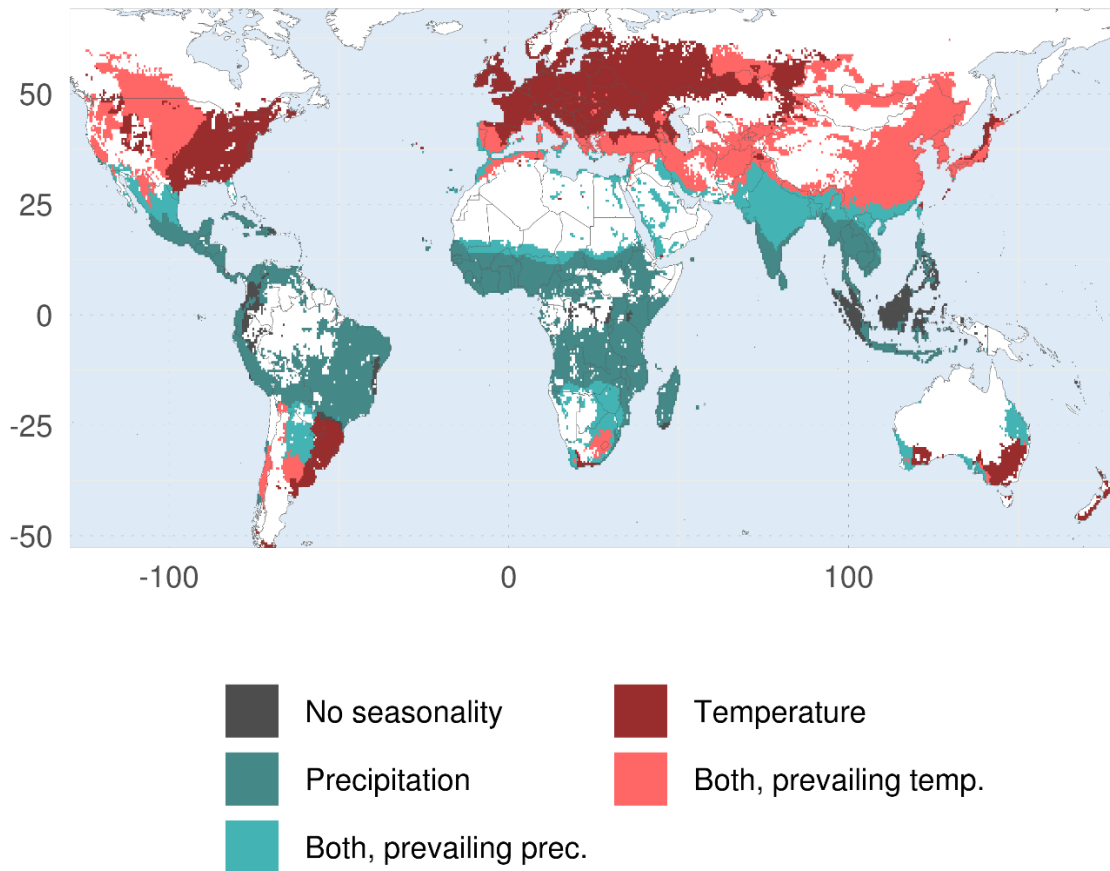 50
25
0
-25
-50
-100 0 100
No seasonality Temperature
Precipitation Both, prevailing temp.
Both, prevailing prec.